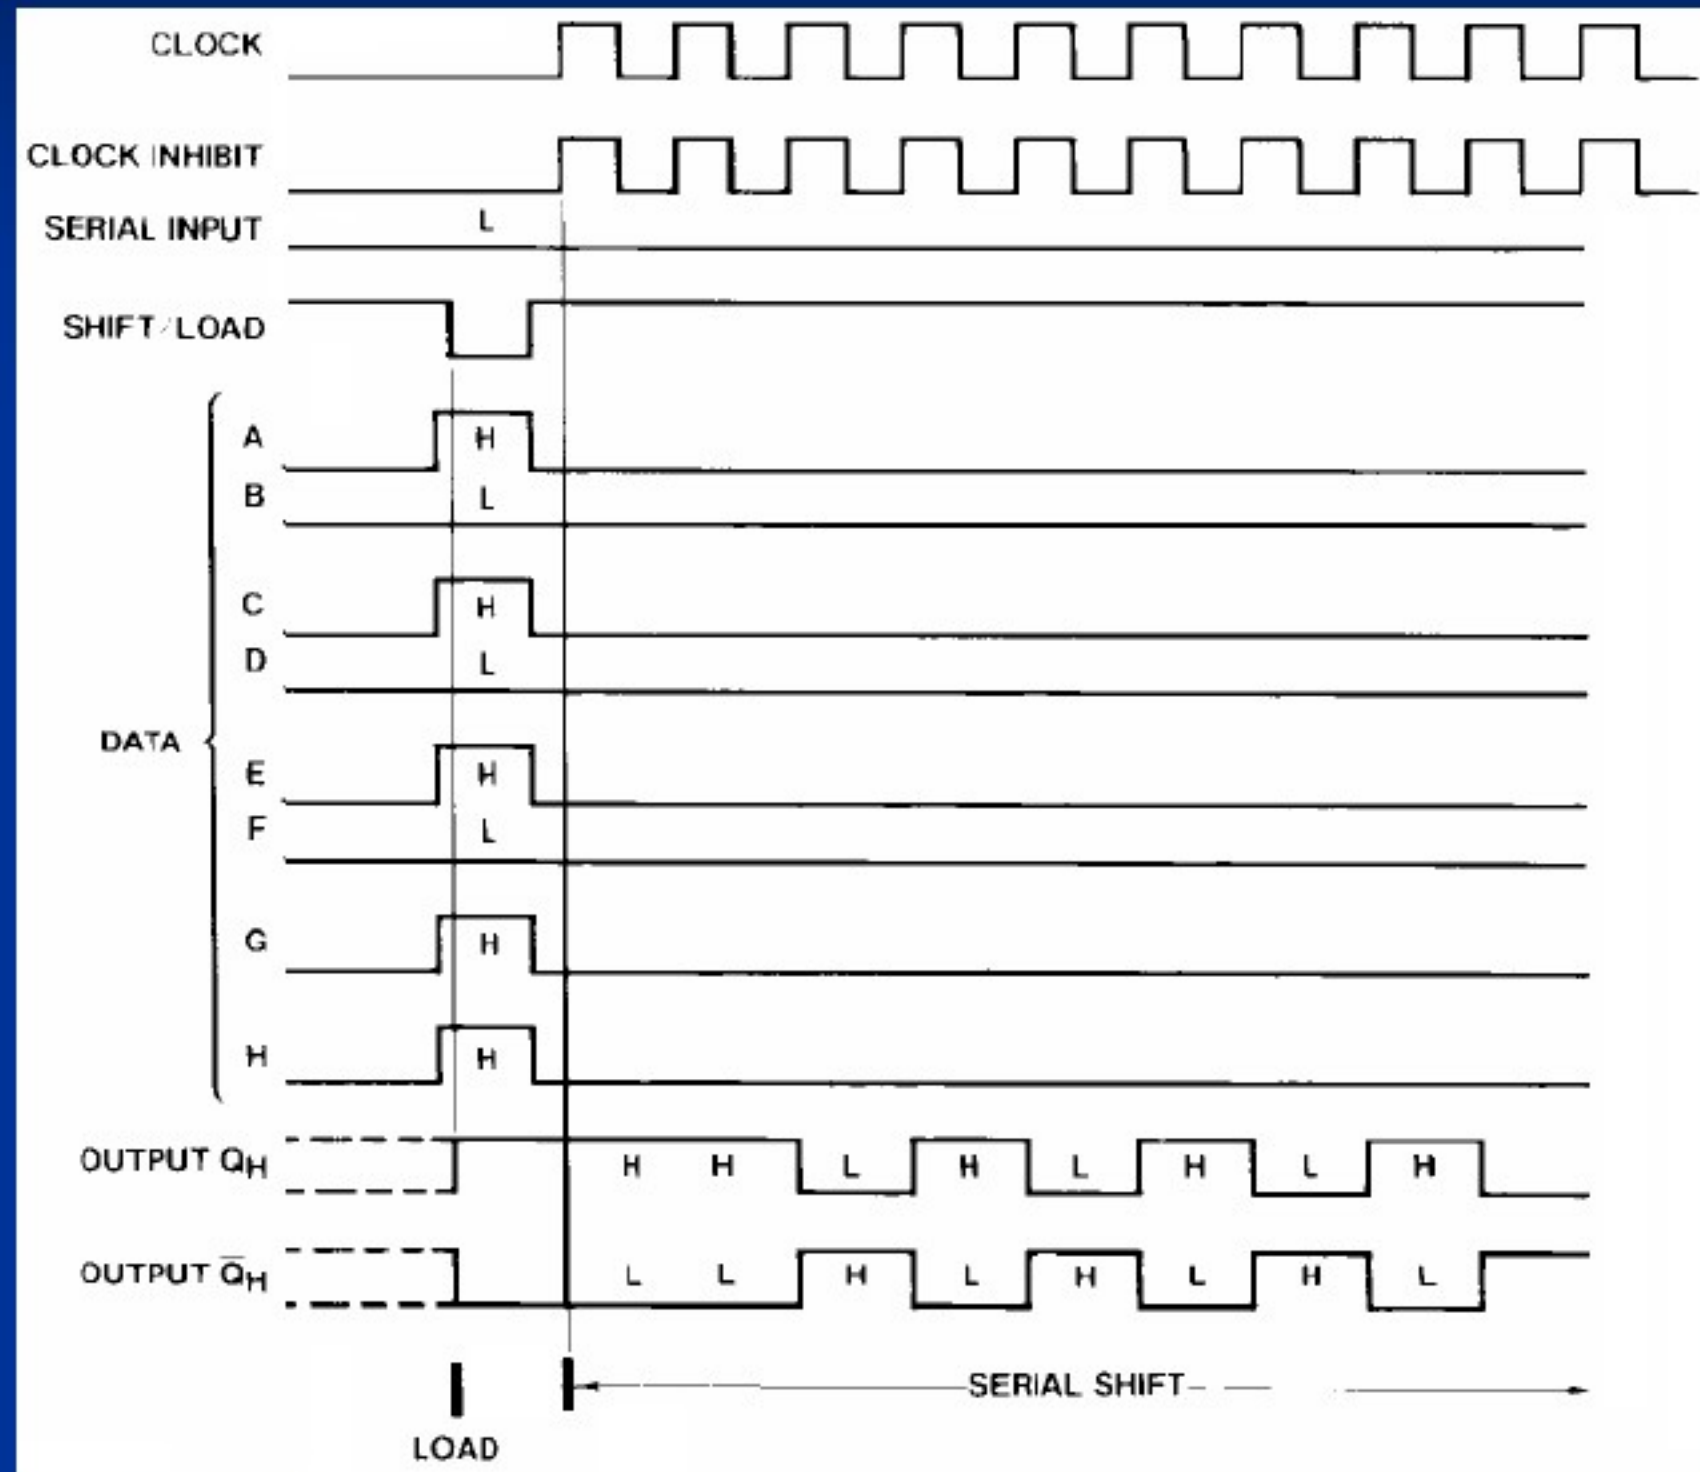 CLOCK
CLOCK INHIBIT
L
SERIAL INPUT
SHIFT/LOAD
A H
B L
C H
D L
DATA
E H
F L
G H
H H
OUTPUT QH H H L H L H L H
OUTPUT Q̅H L L H L H L H L
SERIAL SHIFT
LOAD